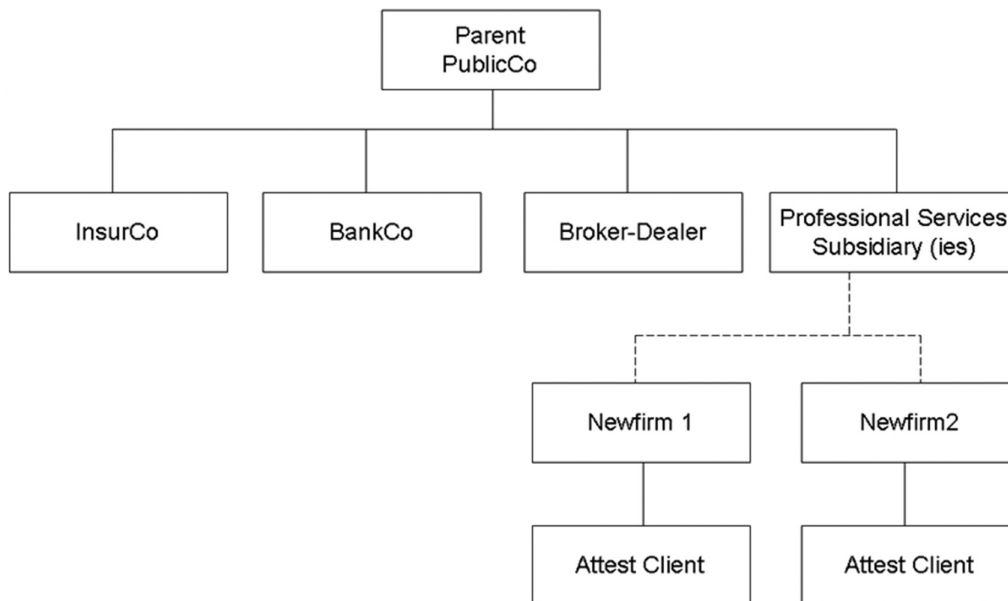 Parent
PublicCo
InsurCo
BankCo
Broker-Dealer
Professional Services
Subsidiary (ies)
Newfirm 1
Newfirm2
Attest Client
Attest Client